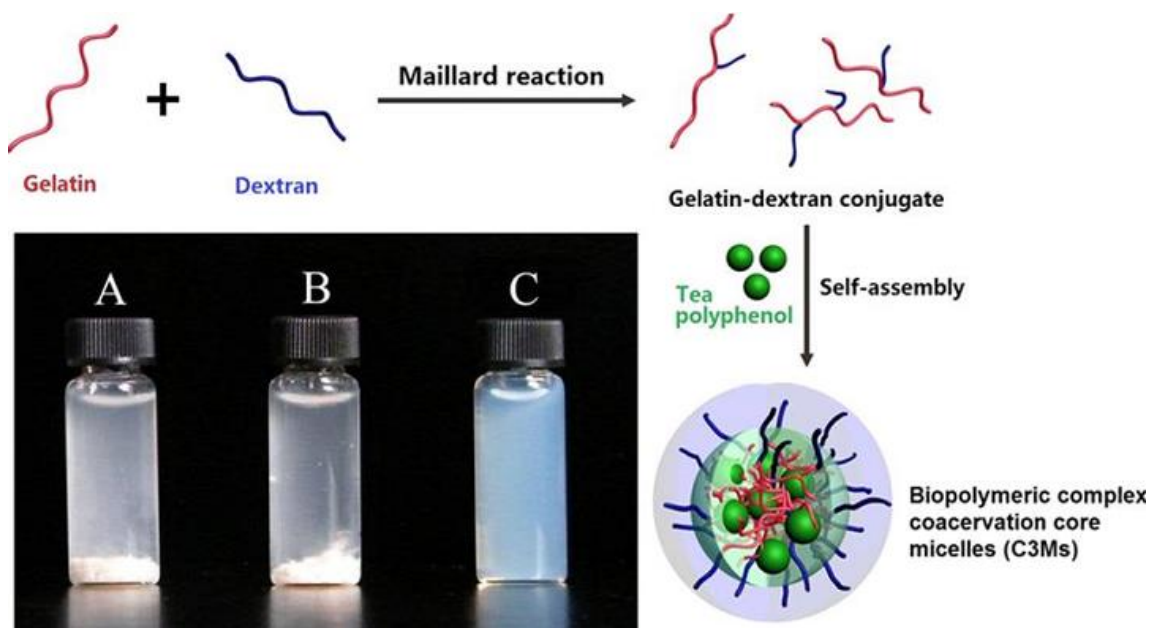 Maillard reaction
+
Gelatin
Dextran
Gelatin-dextran conjugate
Tea
polyphenol
Self-assembly
A B C
Biopolymeric complex
coacervation core
micelles (C3Ms)